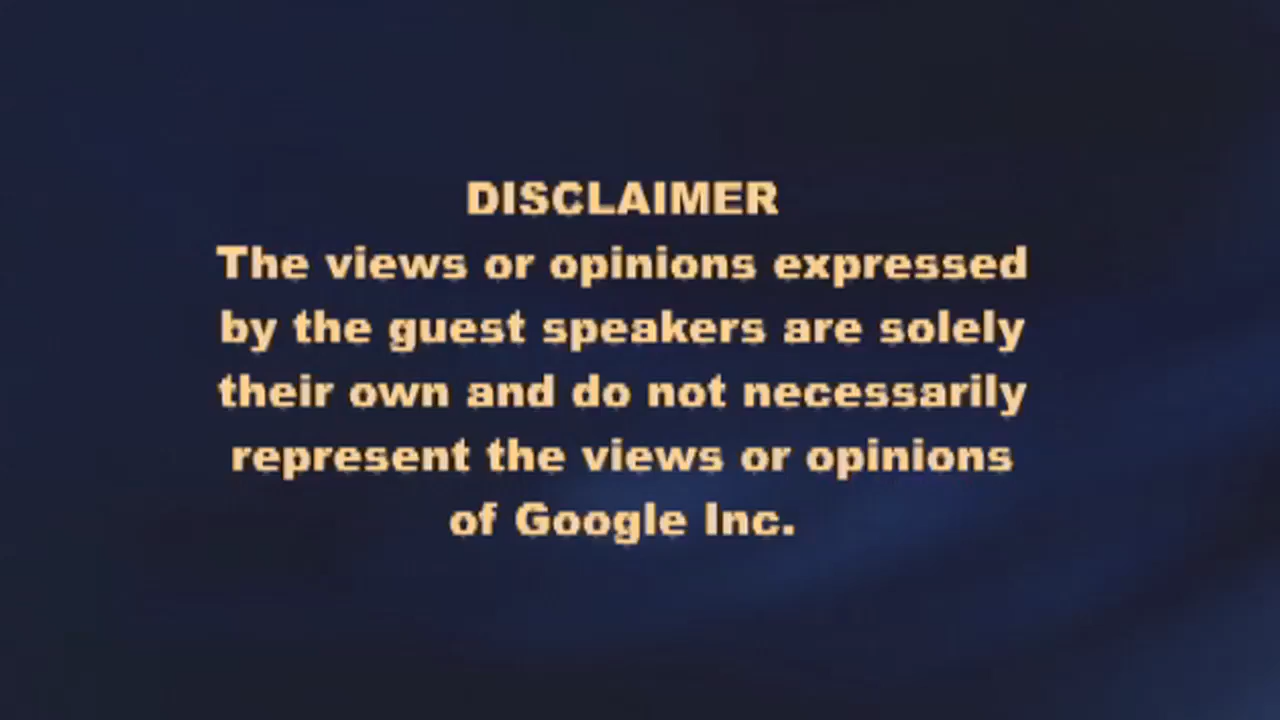 DISCLAIMER
The views or opinions expressed
by the guest speakers are solely
their own and do not necessarily
represent the views or opinions
of Google Inc.